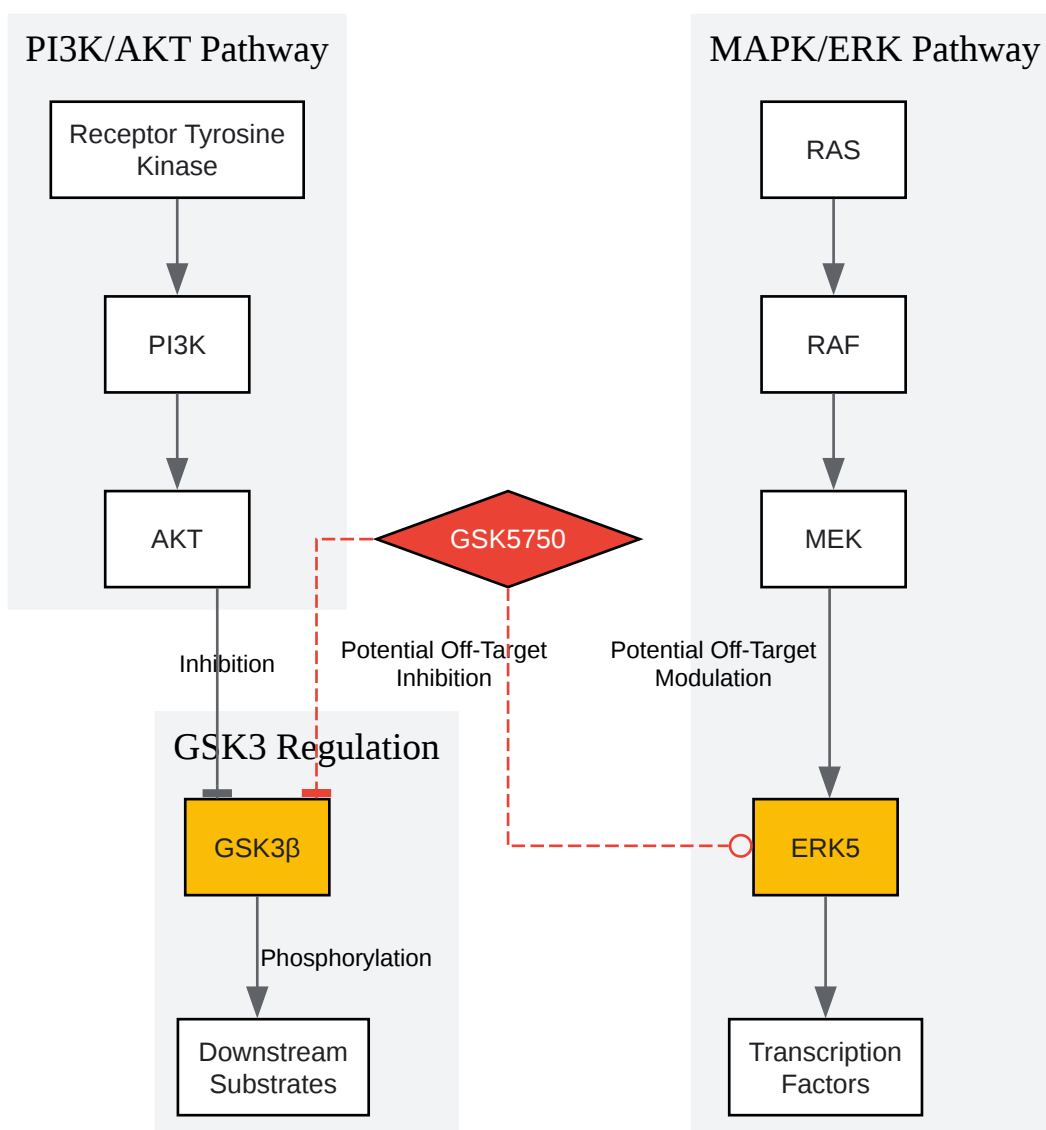 PI3K/AKT Pathway
MAPK/ERK Pathway
Receptor Tyrosine
Kinase
RAS
PI3K
RAF
AKT
GSK5750
MEK
Inhibition
Potential Off-Target
Inhibition
Potential Off-Target
Modulation
GSK3 Regulation
GSK3β
ERK5
Phosphorylation
Downstream
Substrates
Transcription
Factors